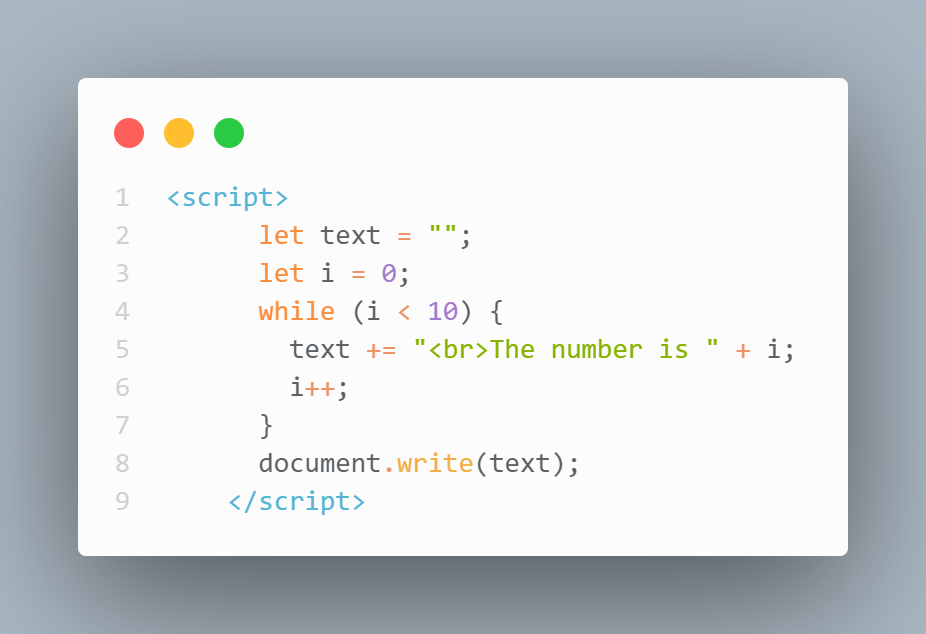 1 <script>
2 let text = "";
3 let i = 0;
4 while (i < 10) {
5 text += "<br>The number is " + i;
6 i++;
7 }
8 document.write(text);
9 </script>